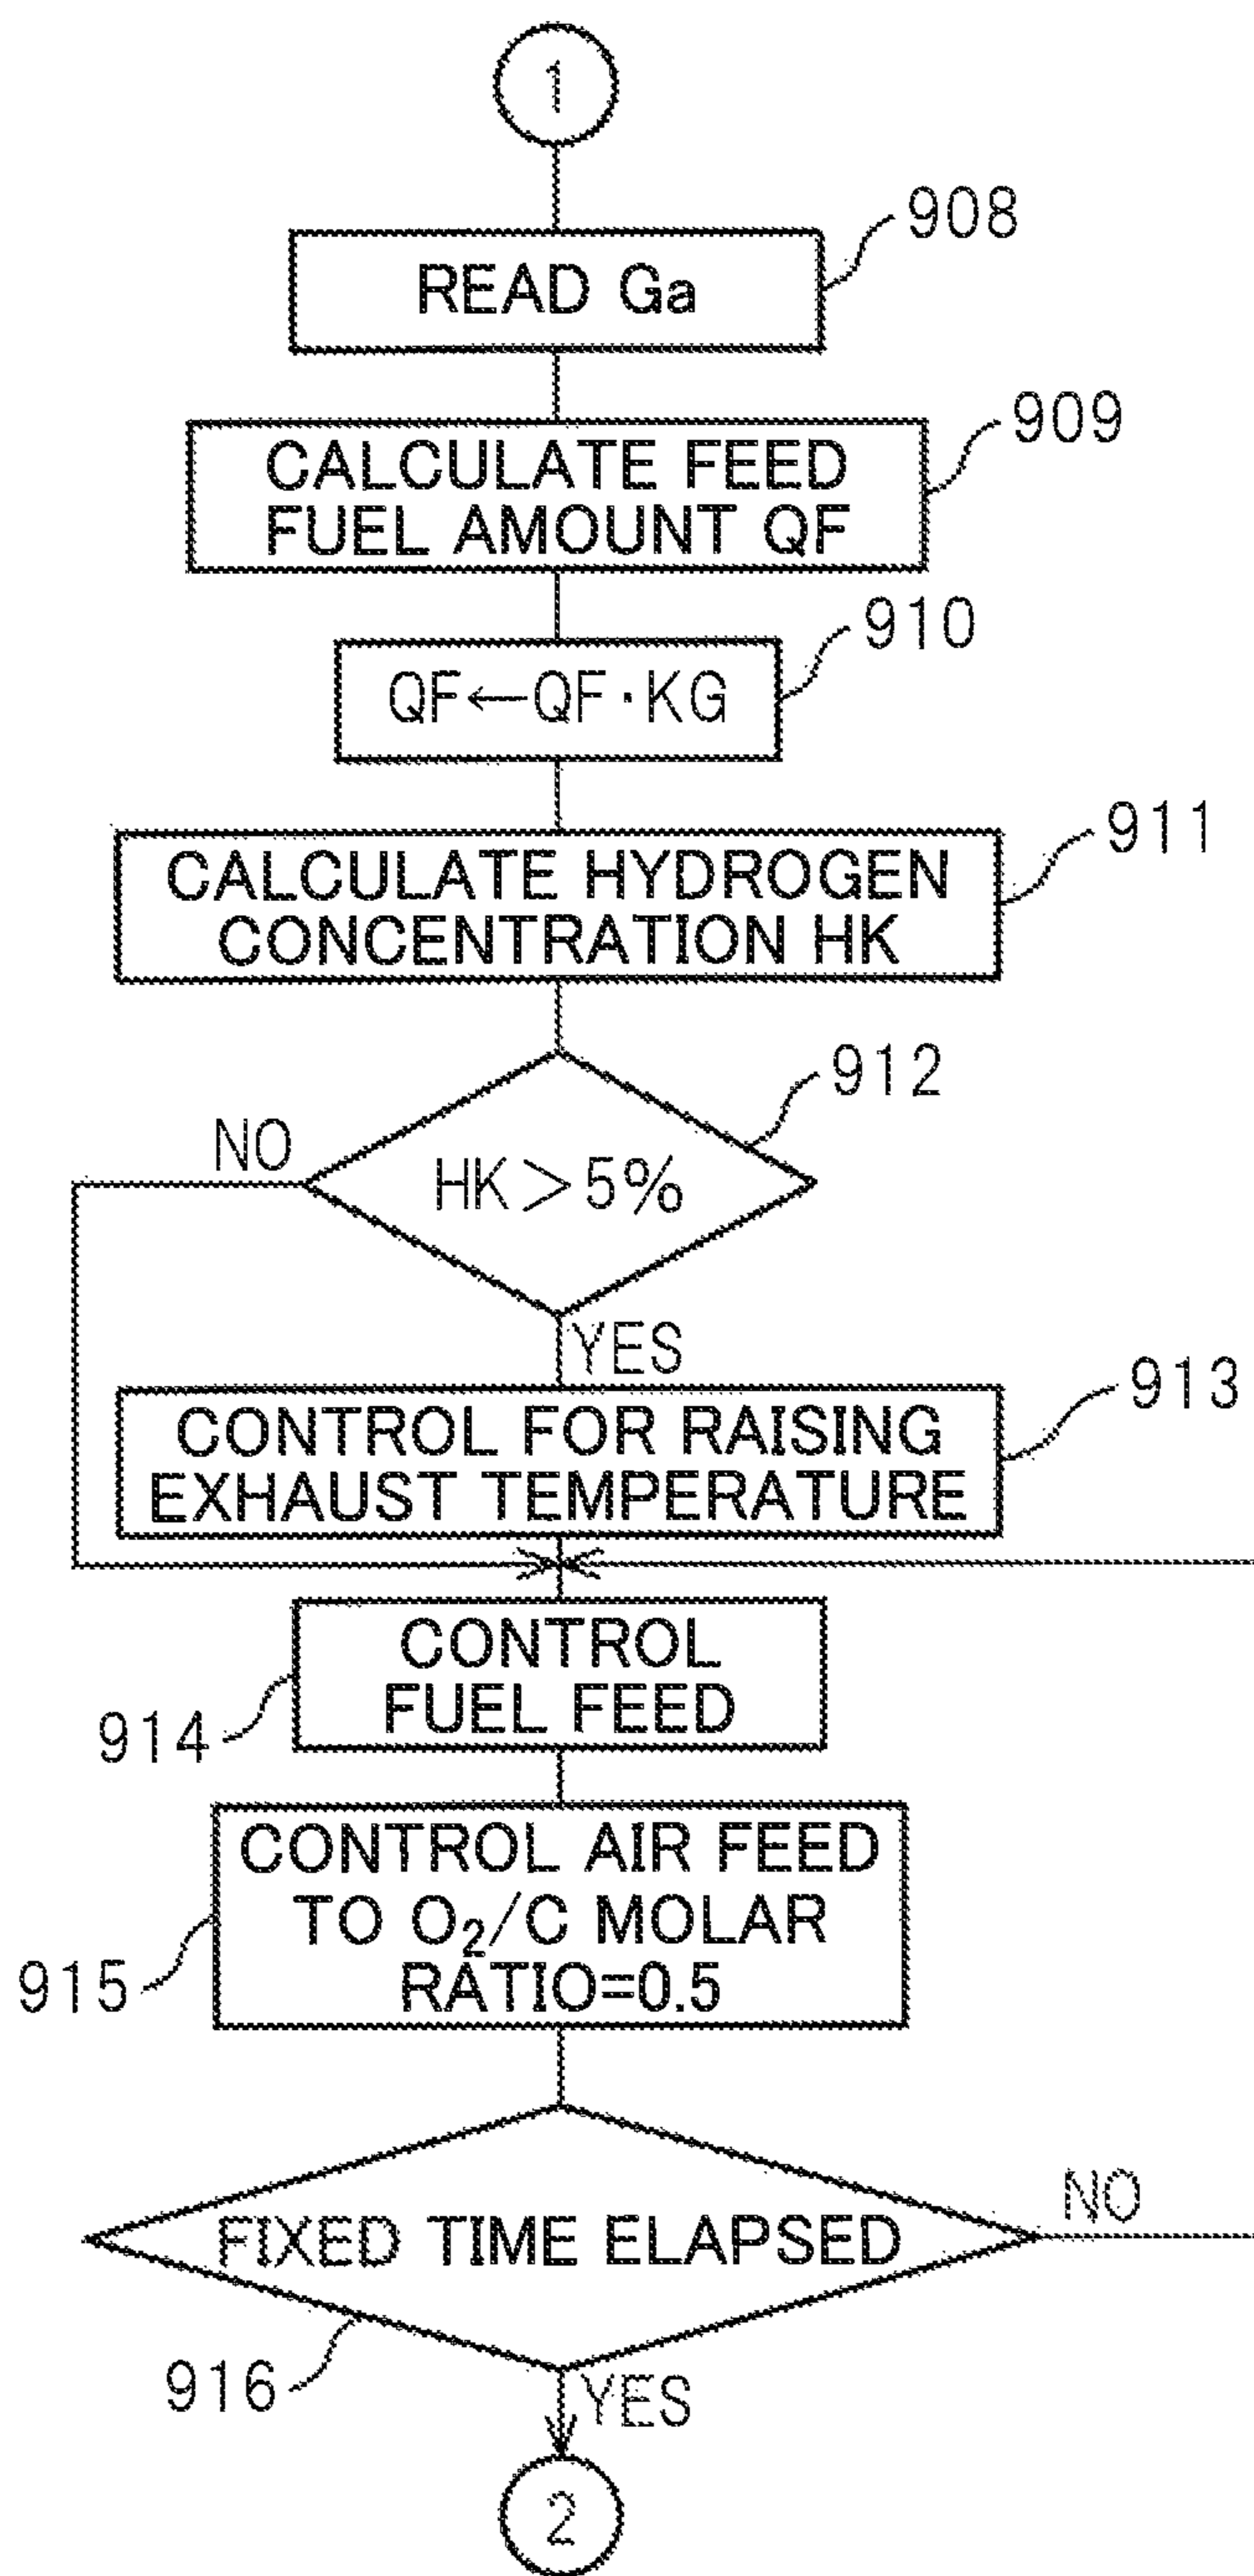 1
908
READ Ga
909
CALCULATE FEED
FUEL AMOUNT QF
910
QF←QF·KG
911
CALCULATE HYDROGEN
CONCENTRATION HK
912
NO
HK>5%
YES
913
CONTROL FOR RAISING
EXHAUST TEMPERATURE
CONTROL
FUEL FEED
914
CONTROL AIR FEED
TO O₂/C MOLAR
RATIO=0.5
915
NO
FIXED TIME ELAPSED
916
YES
2